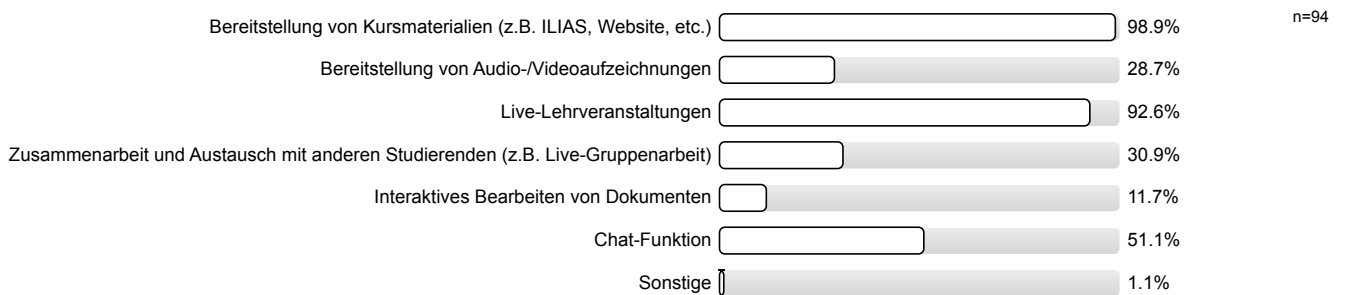 Bereitstellung von Kursmaterialien (z.B. ILIAS, Website, etc.) 98.9% n=94
Bereitstellung von Audio-/Videoaufzeichnungen 28.7%
Live-Lehrveranstaltungen 92.6%
Zusammenarbeit und Austausch mit anderen Studierenden (z.B. Live-Gruppenarbeit) 30.9%
Interaktives Bearbeiten von Dokumenten 11.7%
Chat-Funktion 51.1%
Sonstige 1.1%